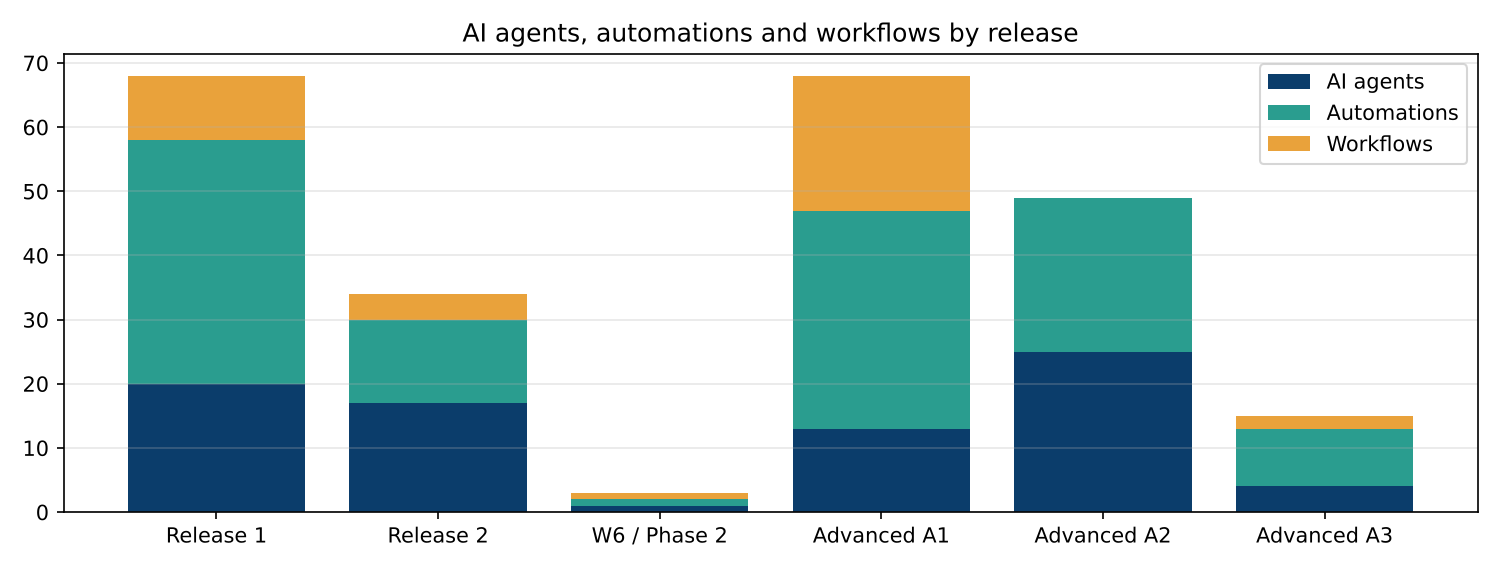 AI agents, automations and workflows by release
70
60
50
40
30
20
10
0
AI agents
Automations
Workflows
Release 1
Release 2
W6 / Phase 2
Advanced A1
Advanced A2
Advanced A3